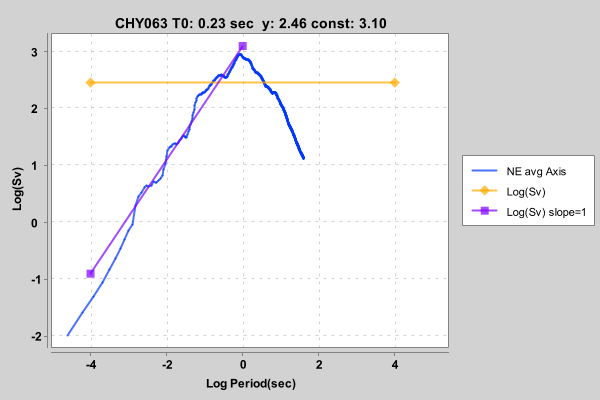 CHY063 T0: 0.23 sec  y: 2.46 const: 3.10
Log(Sv)
3
2
1
0
-1
-2
-4
-2
0
2
4
Log Period(sec)
NE avg Axis
Log(Sv)
Log(Sv) slope=1